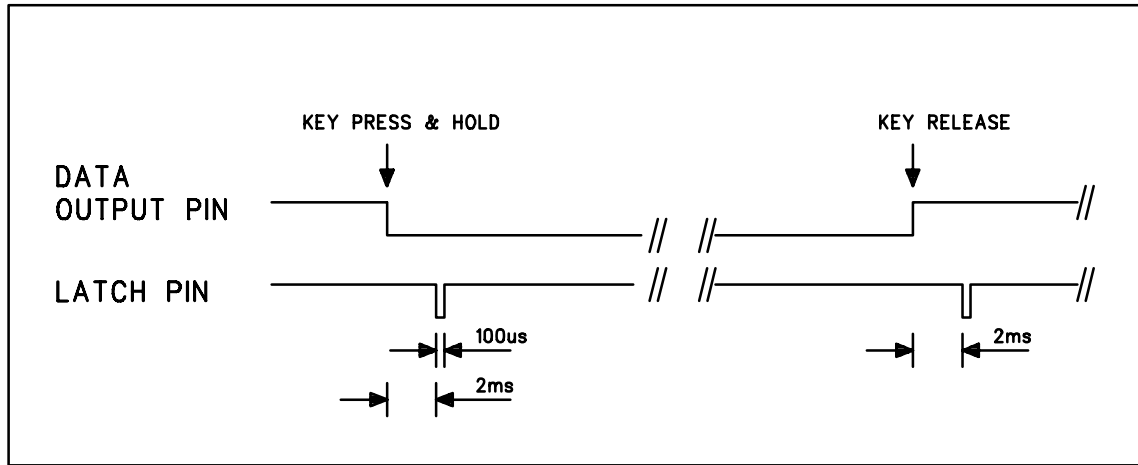 KEY PRESS & HOLD
KEY RELEASE
DATA
OUTPUT PIN
LATCH PIN
100us
2ms
2ms